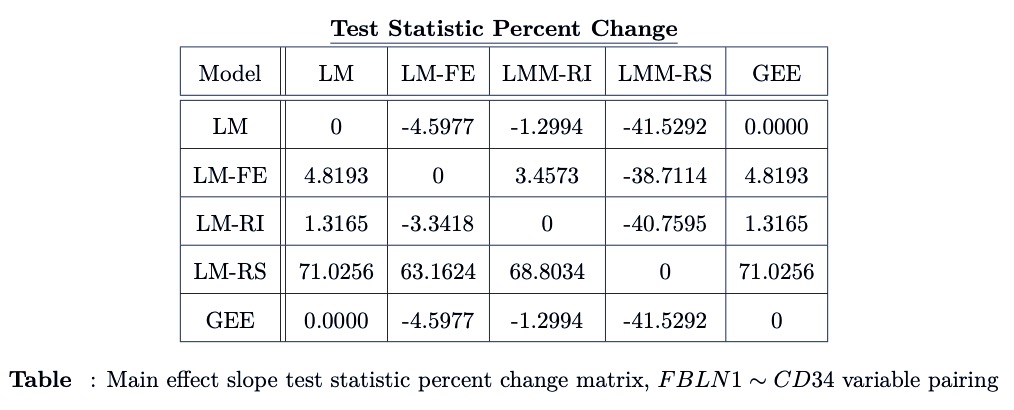 Test Statistic Percent Change
Model LM LM-FE LMM-RI LMM-RS GEE
LM 0 -4.5977 -1.2994 -41.5292 0.0000
LM-FE 4.8193 0 3.4573 -38.7114 4.8193
LM-RI 1.3165 -3.3418 0 -40.7595 1.3165
LM-RS 71.0256 63.1624 68.8034 0 71.0256
GEE 0.0000 -4.5977 -1.2994 -41.5292 0
Table : Main effect slope test statistic percent change matrix, FBLN1 ∼ CD34 variable pairing